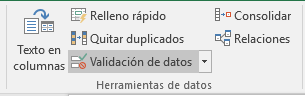 Texto en
columnas
Relleno rápido
Quitar duplicados
Validación de datos
Consolidar
Relaciones
Herramientas de datos